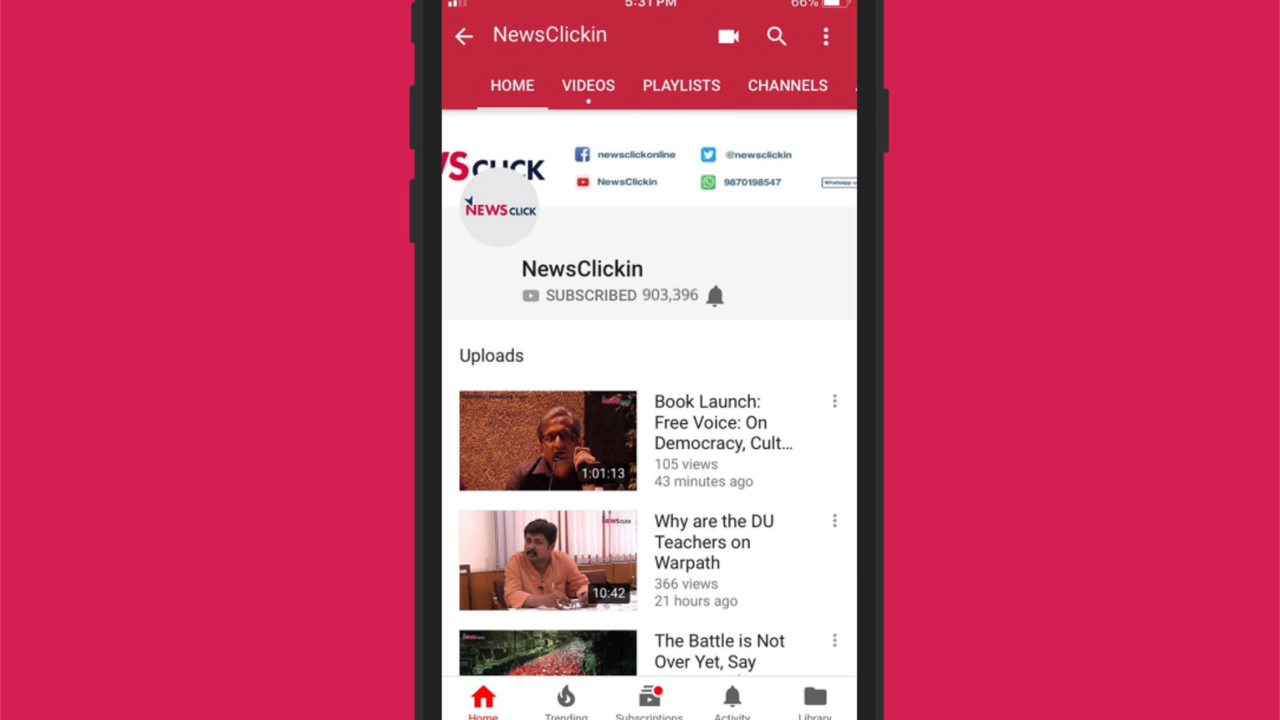 5:31 PM
66%
NewsClickin
HOME VIDEOS PLAYLISTS CHANNELS
CLICK
newsclickonline
@newsclickin
NewsClickin
9870198547
Whatsapp
NEWS CLICK
NewsClickin
SUBSCRIBED 903,396
Uploads
Book Launch:
Free Voice: On
Democracy, Cult...
105 views
43 minutes ago
1:01:13
Why are the DU
Teachers on
Warpath
366 views
21 hours ago
NEWSCLICK
10:42
The Battle is Not
Over Yet, Say
Home Trending Subscriptions Activity Library